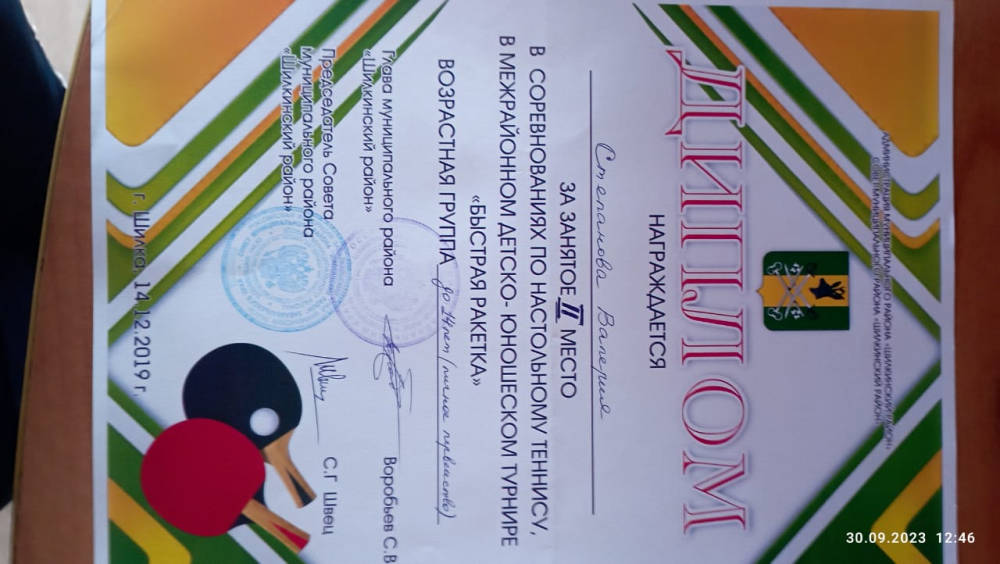 АДМИНИСТРАЦИЯ МУНИЦИПАЛЬНОГО РАЙОНА «ШИЛКИНСКИЙ РАЙОН»
СОВЕТ МУНИЦИПАЛЬНОГО РАЙОНА «ШИЛКИНСКИЙ РАЙОН»
ДИПЛОМ
НАГРАЖДАЕТСЯ
Степанова Валерия
ЗА ЗАНЯТОЕ II МЕСТО
В СОРЕВНОВАНИЯХ ПО НАСТОЛЬНОМУ ТЕННИСУ,
В МЕЖРАЙОННОМ ДЕТСКО- ЮНОШЕСКОМ ТУРНИРЕ
«БЫСТРАЯ РАКЕТКА»
ВОЗРАСТНАЯ ГРУППА до 14 лет (личное первенство)
Глава муниципального района
«Шилкинский район»
Воробьев С.В
Председатель Совета
муниципального района
«Шилкинский район»
С.Г Швец
г. Шилка, 14.12.2019 г.
30.09.2023 12:46